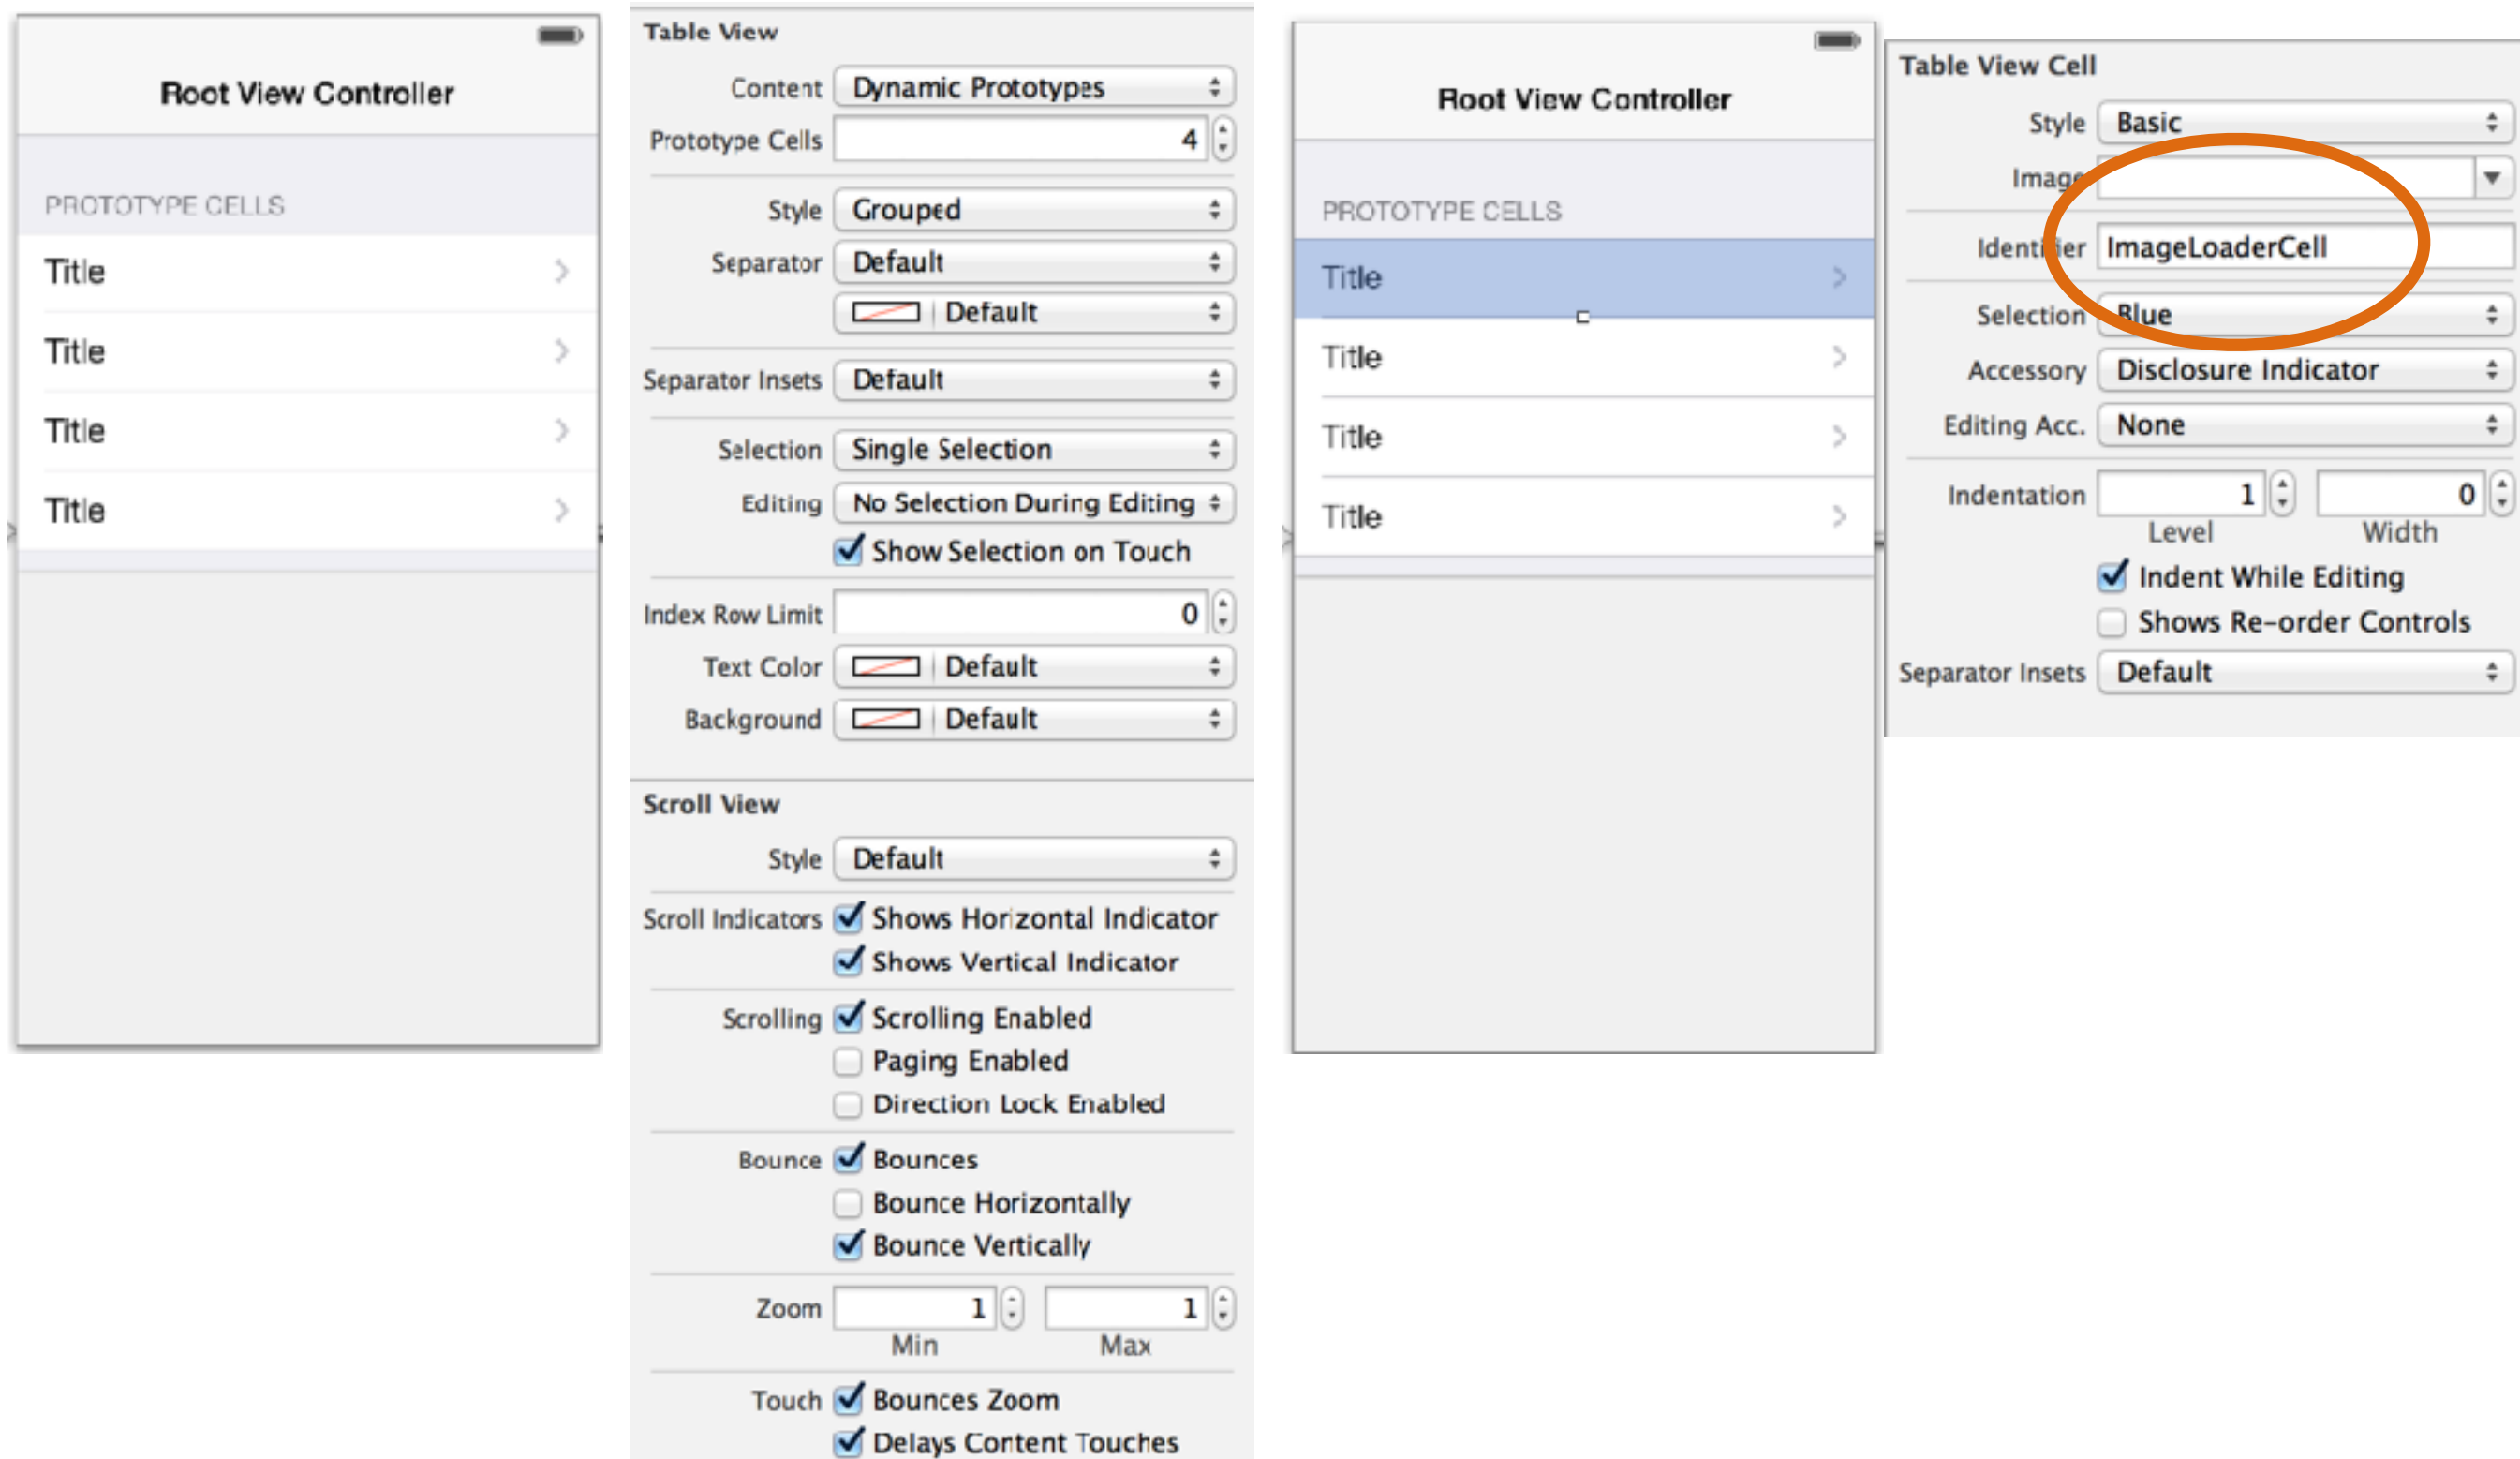 Root View Controller
PROTOTYPE CELLS
Title
Title
Title
Title
Table View
Content Dynamic Prototypes
Prototype Cells 4
Style Grouped
Separator Default
Default
Separator Insets Default
Selection Single Selection
Editing No Selection During Editing
Show Selection on Touch
Index Row Limit 0
Text Color Default
Background Default
Scroll View
Style Default
Scroll Indicators Shows Horizontal Indicator
Shows Vertical Indicator
Scrolling Scrolling Enabled
Paging Enabled
Direction Lock Enabled
Bounce Bounces
Bounce Horizontally
Bounce Vertically
Zoom 1 1
Min Max
Touch Bounces Zoom
Delays Content Touches
Root View Controller
PROTOTYPE CELLS
Title
Title
Title
Title
Table View Cell
Style Basic
Image
Identifier ImageLoaderCell
Selection Blue
Accessory Disclosure Indicator
Editing Acc. None
Indentation 1 0
Level Width
Indent While Editing
Shows Re-order Controls
Separator Insets Default